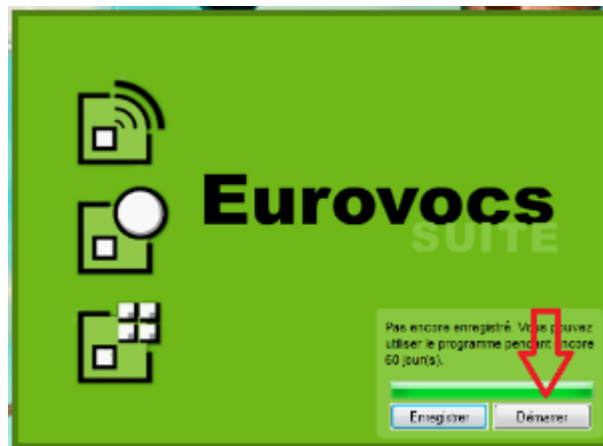 Eurovocs
SUITE
Pas encore enregistré. Vous pouvez
utiliser le programme pendant encore
60 jour(s).
Enregistrer Démarrer